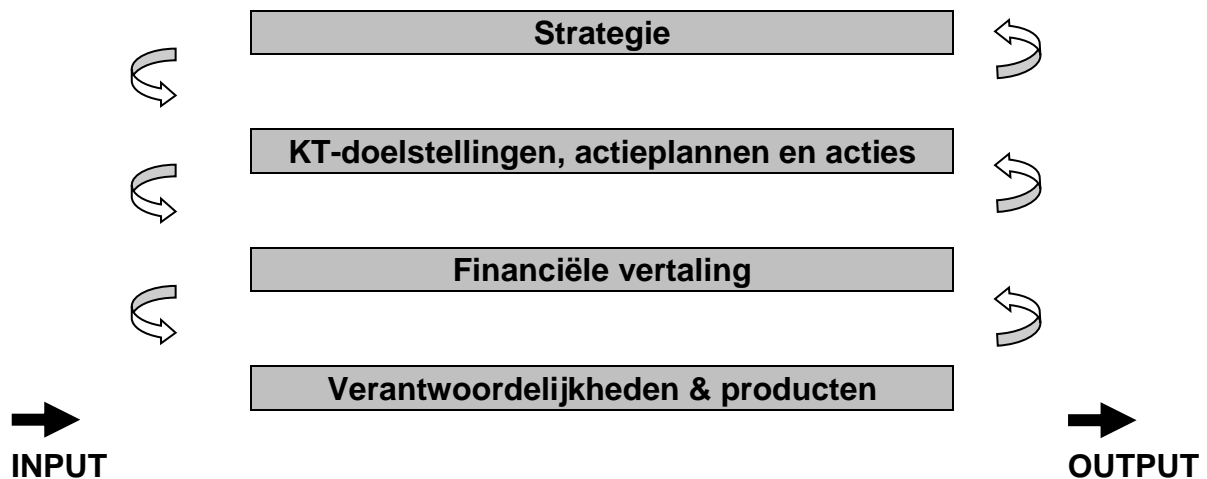 Strategie
KT-doelstellingen, actieplannen en acties
Financiële vertaling
Verantwoordelijkheden & producten
INPUT
OUTPUT